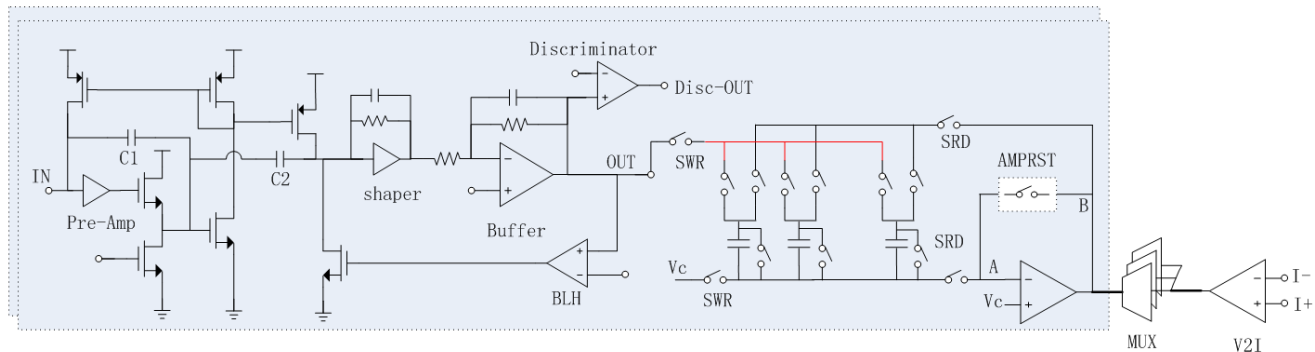 Discriminator
Disc-OUT
C1
IN
Pre-Amp
C2
shaper
Buffer
OUT
BLH
SWR
SRD
AMPRST
B
SRD
Vc
SWR
A
Vc
MUX
V2I
I-
I+